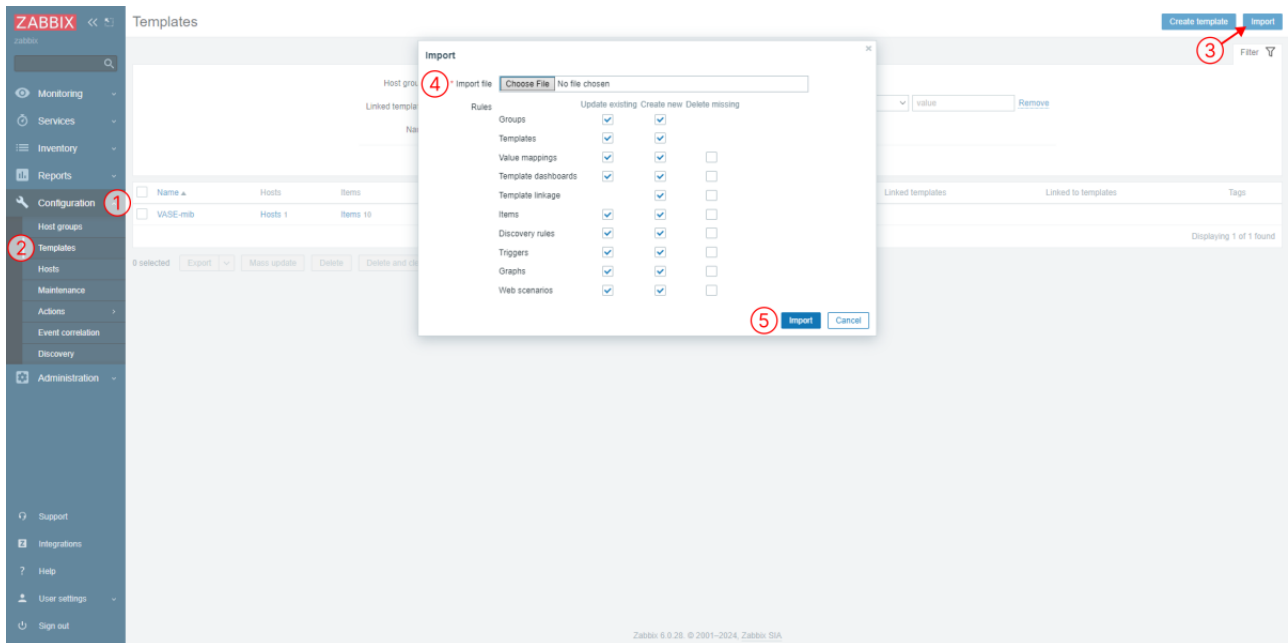 ZABBIX
Templates
Create template
Import
zabbix
3
Filter
Import
4
* Import file
Choose File
No file chosen
Host grou
Rules
Update existing Create new Delete missing
Linked templa
value
Remove
Groups
Na
Templates
Value mappings
Template dashboards
Template linkage
Items
Discovery rules
Triggers
Graphs
Web scenarios
5
Import
Cancel
Monitoring
Services
Inventory
Reports
Configuration
1
Host groups
2
Templates
Hosts
Maintenance
Actions
Event correlation
Discovery
Administration
Name
Hosts
Items
Linked templates
Linked to templates
Tags
VASE-mib
Hosts 1
Items 10
Displaying 1 of 1 found
0 selected
Export
Mass update
Delete
Delete and cle
Support
Integrations
Help
User settings
Sign out
Zabbix 6.0.28. © 2001–2024, Zabbix SIA